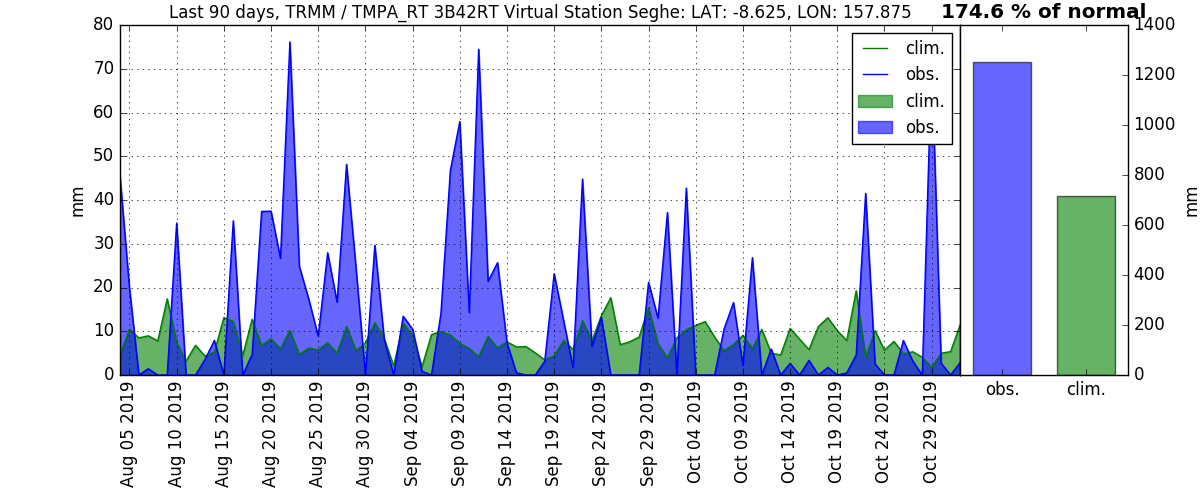 Last 90 days, TRMM / TMPA_RT 3B42RT Virtual Station Seghe: LAT: -8.625, LON: 157.875
174.6 % of normal
80
70
60
50
40
30
20
10
0
mm
clim.
obs.
clim.
obs.
Aug 05 2019
Aug 10 2019
Aug 15 2019
Aug 20 2019
Aug 25 2019
Aug 30 2019
Sep 04 2019
Sep 09 2019
Sep 14 2019
Sep 19 2019
Sep 24 2019
Sep 29 2019
Oct 04 2019
Oct 09 2019
Oct 14 2019
Oct 19 2019
Oct 24 2019
Oct 29 2019
1400
1200
1000
800
600
400
200
0
mm
obs.
clim.